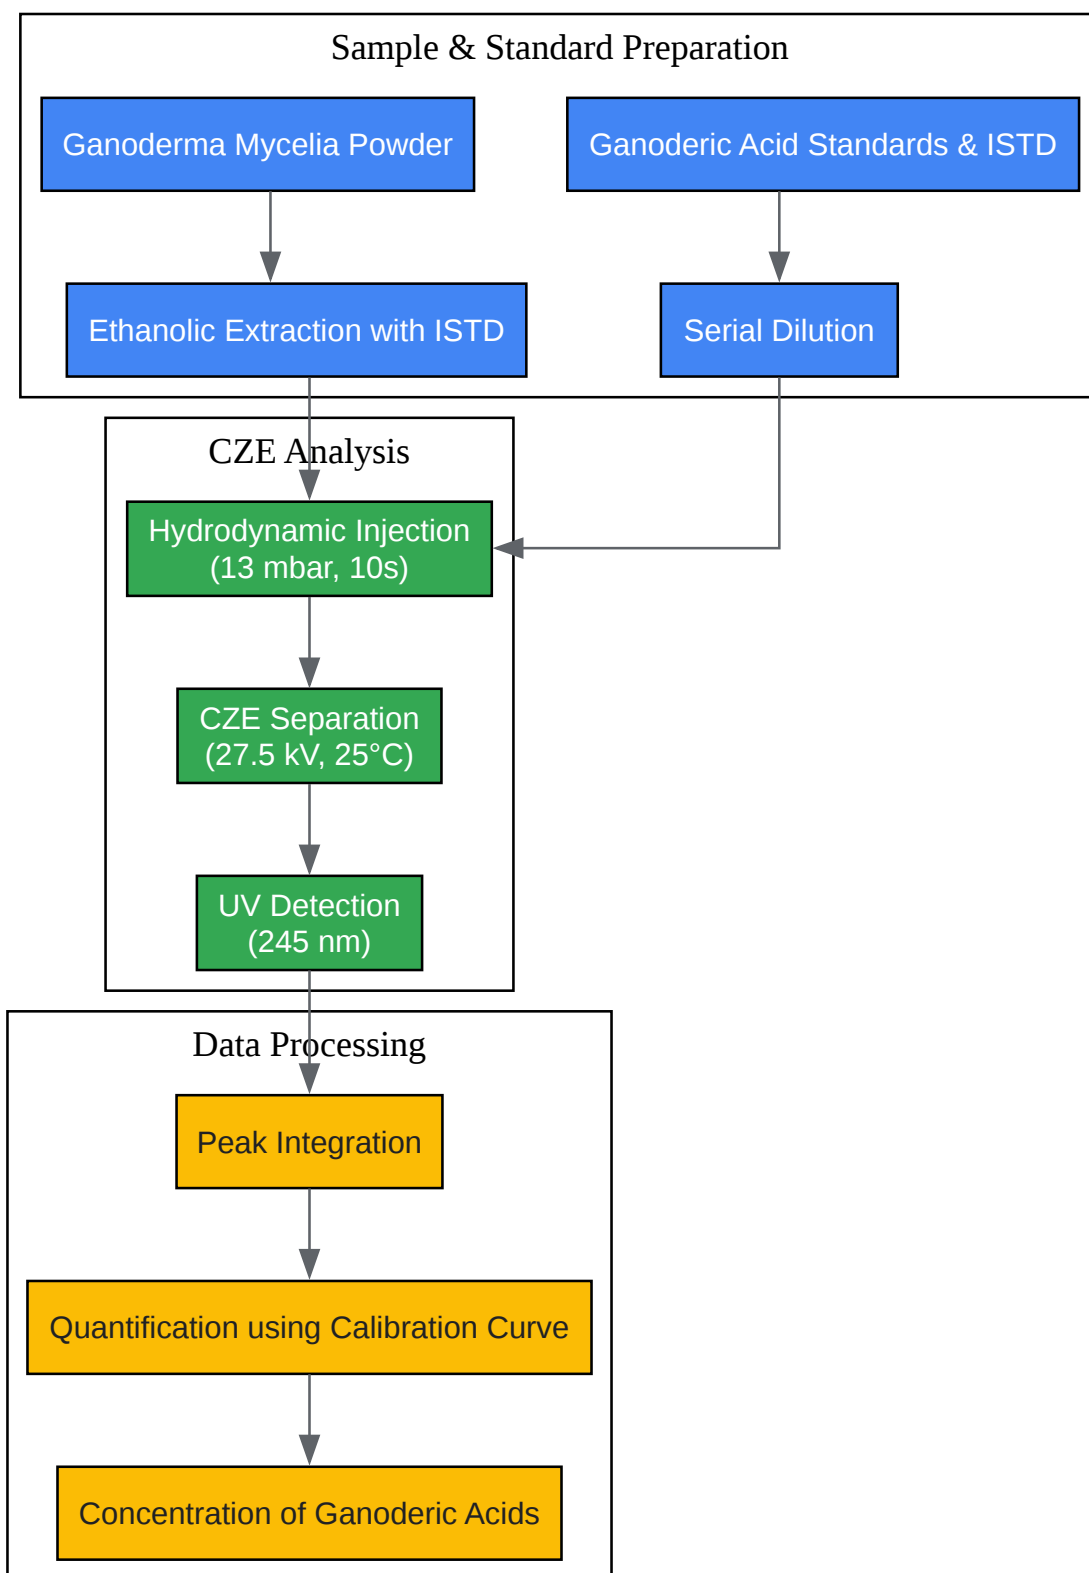 Sample & Standard Preparation
Ganoderma Mycelia Powder
Ganoderic Acid Standards & ISTD
Ethanolic Extraction with ISTD
Serial Dilution
CZE Analysis
Hydrodynamic Injection
(13 mbar, 10s)
CZE Separation
(27.5 kV, 25°C)
UV Detection
(245 nm)
Data Processing
Peak Integration
Quantification using Calibration Curve
Concentration of Ganoderic Acids